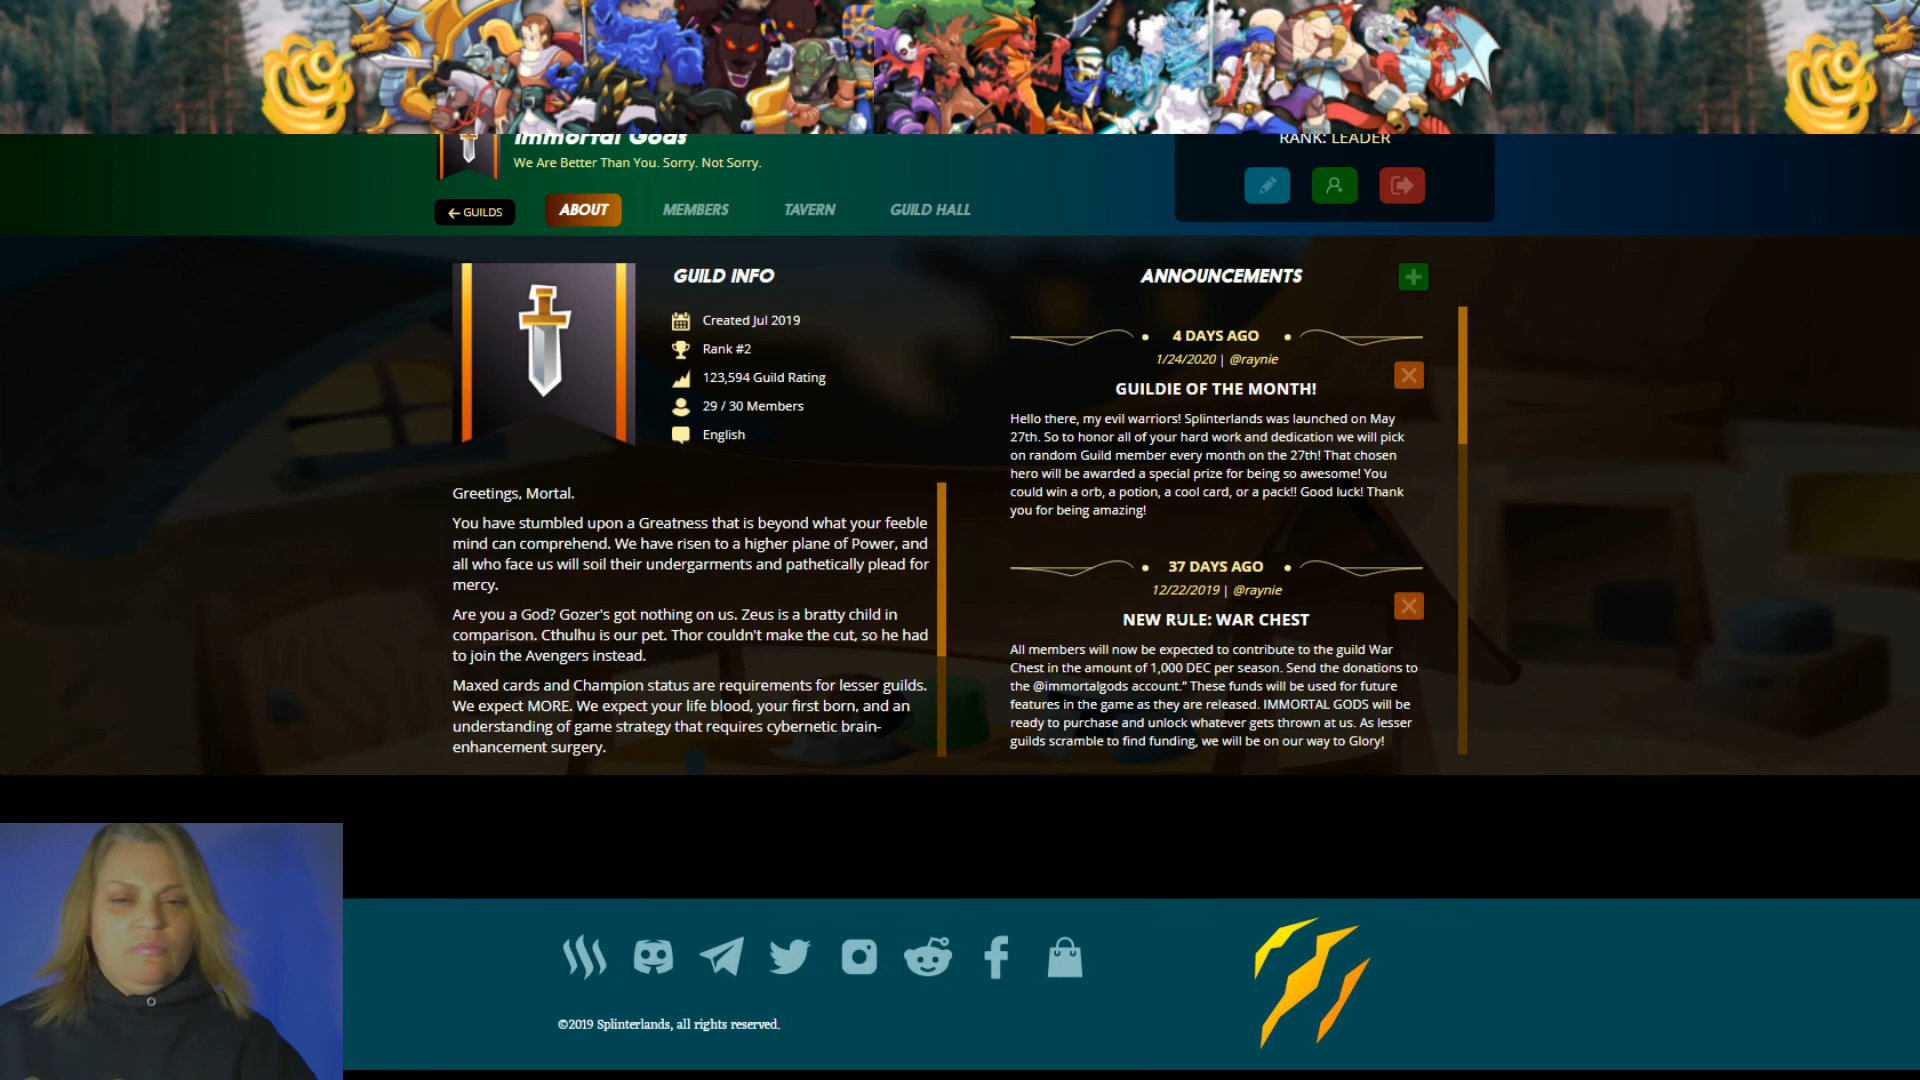 Immortal Gods
We Are Better Than You. Sorry. Not Sorry.
RANK: LEADER
GUILDS
ABOUT
MEMBERS
TAVERN
GUILD HALL
GUILD INFO
Created Jul 2019
Rank #2
123,594 Guild Rating
29 / 30 Members
English
Greetings, Mortal.
You have stumbled upon a Greatness that is beyond what your feeble
mind can comprehend. We have risen to a higher plane of Power, and
all who face us will soil their undergarments and pathetically plead for
mercy.
Are you a God? Gozer's got nothing on us. Zeus is a bratty child in
comparison. Cthulhu is our pet. Thor couldn't make the cut, so he had
to join the Avengers instead.
Maxed cards and Champion status are requirements for lesser guilds.
We expect MORE. We expect your life blood, your first born, and an
understanding of game strategy that requires cybernetic brain-
enhancement surgery.
ANNOUNCEMENTS
4 DAYS AGO
1/24/2020 | @raynie
GUILDIE OF THE MONTH!
Hello there, my evil warriors! Splinterlands was launched on May
27th. So to honor all of your hard work and dedication we will pick
on random Guild member every month on the 27th! That chosen
hero will be awarded a special prize for being so awesome! You
could win a orb, a potion, a cool card, or a pack!! Good luck! Thank
you for being amazing!
37 DAYS AGO
12/22/2019 | @raynie
NEW RULE: WAR CHEST
All members will now be expected to contribute to the guild War
Chest in the amount of 1,000 DEC per season. Send the donations to
the @immortalgods account." These funds will be used for future
features in the game as they are released. IMMORTAL GODS will be
ready to purchase and unlock whatever gets thrown at us. As lesser
guilds scramble to find funding, we will be on our way to Glory!
©2019 Splinterlands, all rights reserved.